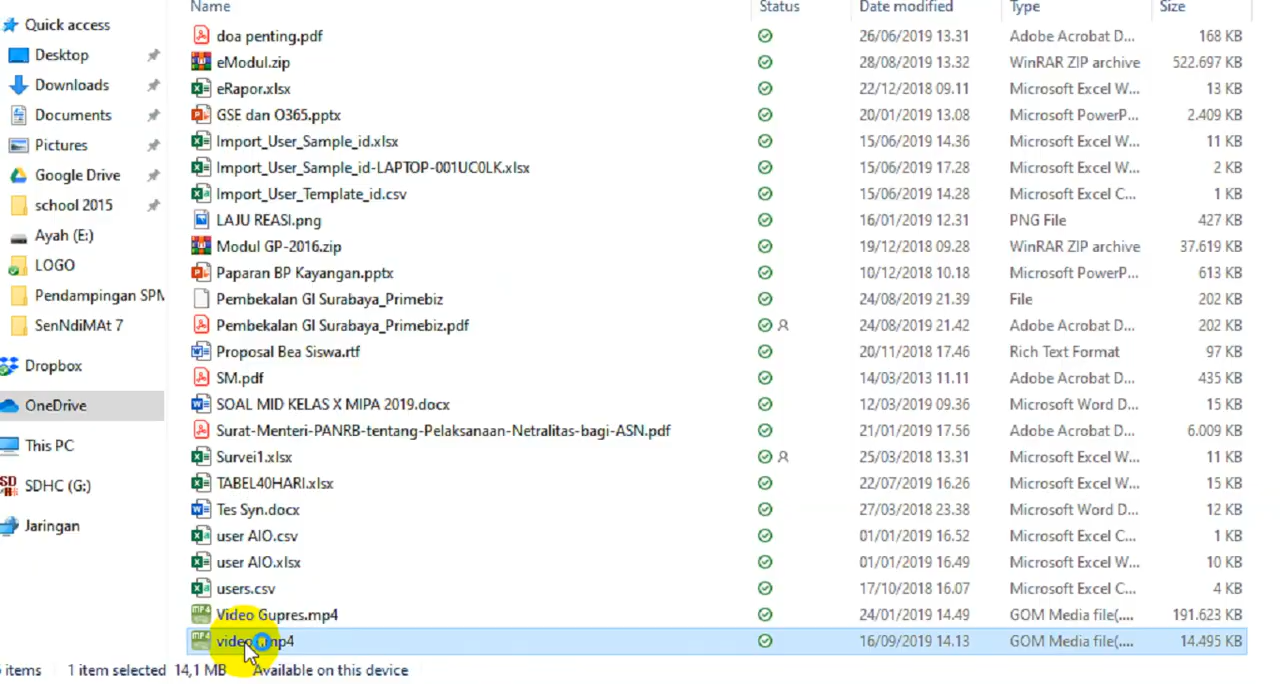 Name Status Date modified Type Size
Quick access
Desktop
Downloads
Documents
Pictures
Google Drive
school 2015
Ayah (E:)
LOGO
Pendampingan SPM
SenNdiMAt 7
Dropbox
OneDrive
This PC
SDHC (G:)
Jaringan
doa penting.pdf 26/06/2019 13.31 Adobe Acrobat D... 168 KB
eModul.zip 28/08/2019 13.32 WinRAR ZIP archive 522.697 KB
eRapor.xlsx 22/12/2018 09.11 Microsoft Excel W... 13 KB
GSE dan O365.pptx 20/01/2019 13.08 Microsoft PowerP... 2.409 KB
Import_User_Sample_id.xlsx 15/06/2019 14.36 Microsoft Excel W... 11 KB
Import_User_Sample_id-LAPTOP-001UC0LK.xlsx 15/06/2019 17.28 Microsoft Excel W... 2 KB
Import_User_Template_id.csv 15/06/2019 14.28 Microsoft Excel C... 1 KB
LAJU REASI.png 16/01/2019 12.31 PNG File 427 KB
Modul GP-2016.zip 19/12/2018 09.28 WinRAR ZIP archive 37.619 KB
Paparan BP Kayangan.pptx 10/12/2018 10.18 Microsoft PowerP... 613 KB
Pembekalan GI Surabaya_Primebiz 24/08/2019 21.39 File 202 KB
Pembekalan GI Surabaya_Primebiz.pdf 24/08/2019 21.42 Adobe Acrobat D... 202 KB
Proposal Bea Siswa.rtf 20/11/2018 17.46 Rich Text Format 97 KB
SM.pdf 14/03/2013 11.11 Adobe Acrobat D... 435 KB
SOAL MID KELAS X MIPA 2019.docx 12/03/2019 09.36 Microsoft Word D... 15 KB
Surat-Menteri-PANRB-tentang-Pelaksanaan-Netralitas-bagi-ASN.pdf 21/01/2019 17.56 Adobe Acrobat D... 6.009 KB
Survei1.xlsx 25/03/2018 13.31 Microsoft Excel W... 11 KB
TABEL40HARI.xlsx 22/07/2019 16.26 Microsoft Excel W... 15 KB
Tes Syn.docx 27/03/2018 23.38 Microsoft Word D... 12 KB
user AIO.csv 01/01/2019 16.52 Microsoft Excel C... 1 KB
user AIO.xlsx 01/01/2019 16.49 Microsoft Excel W... 10 KB
users.csv 17/10/2018 16.07 Microsoft Excel C... 4 KB
Video Gupres.mp4 24/01/2019 14.49 GOM Media file(.... 191.623 KB
video.mp4 16/09/2019 14.13 GOM Media file(.... 14.495 KB
items 1 item selected 14,1 MB Available on this device